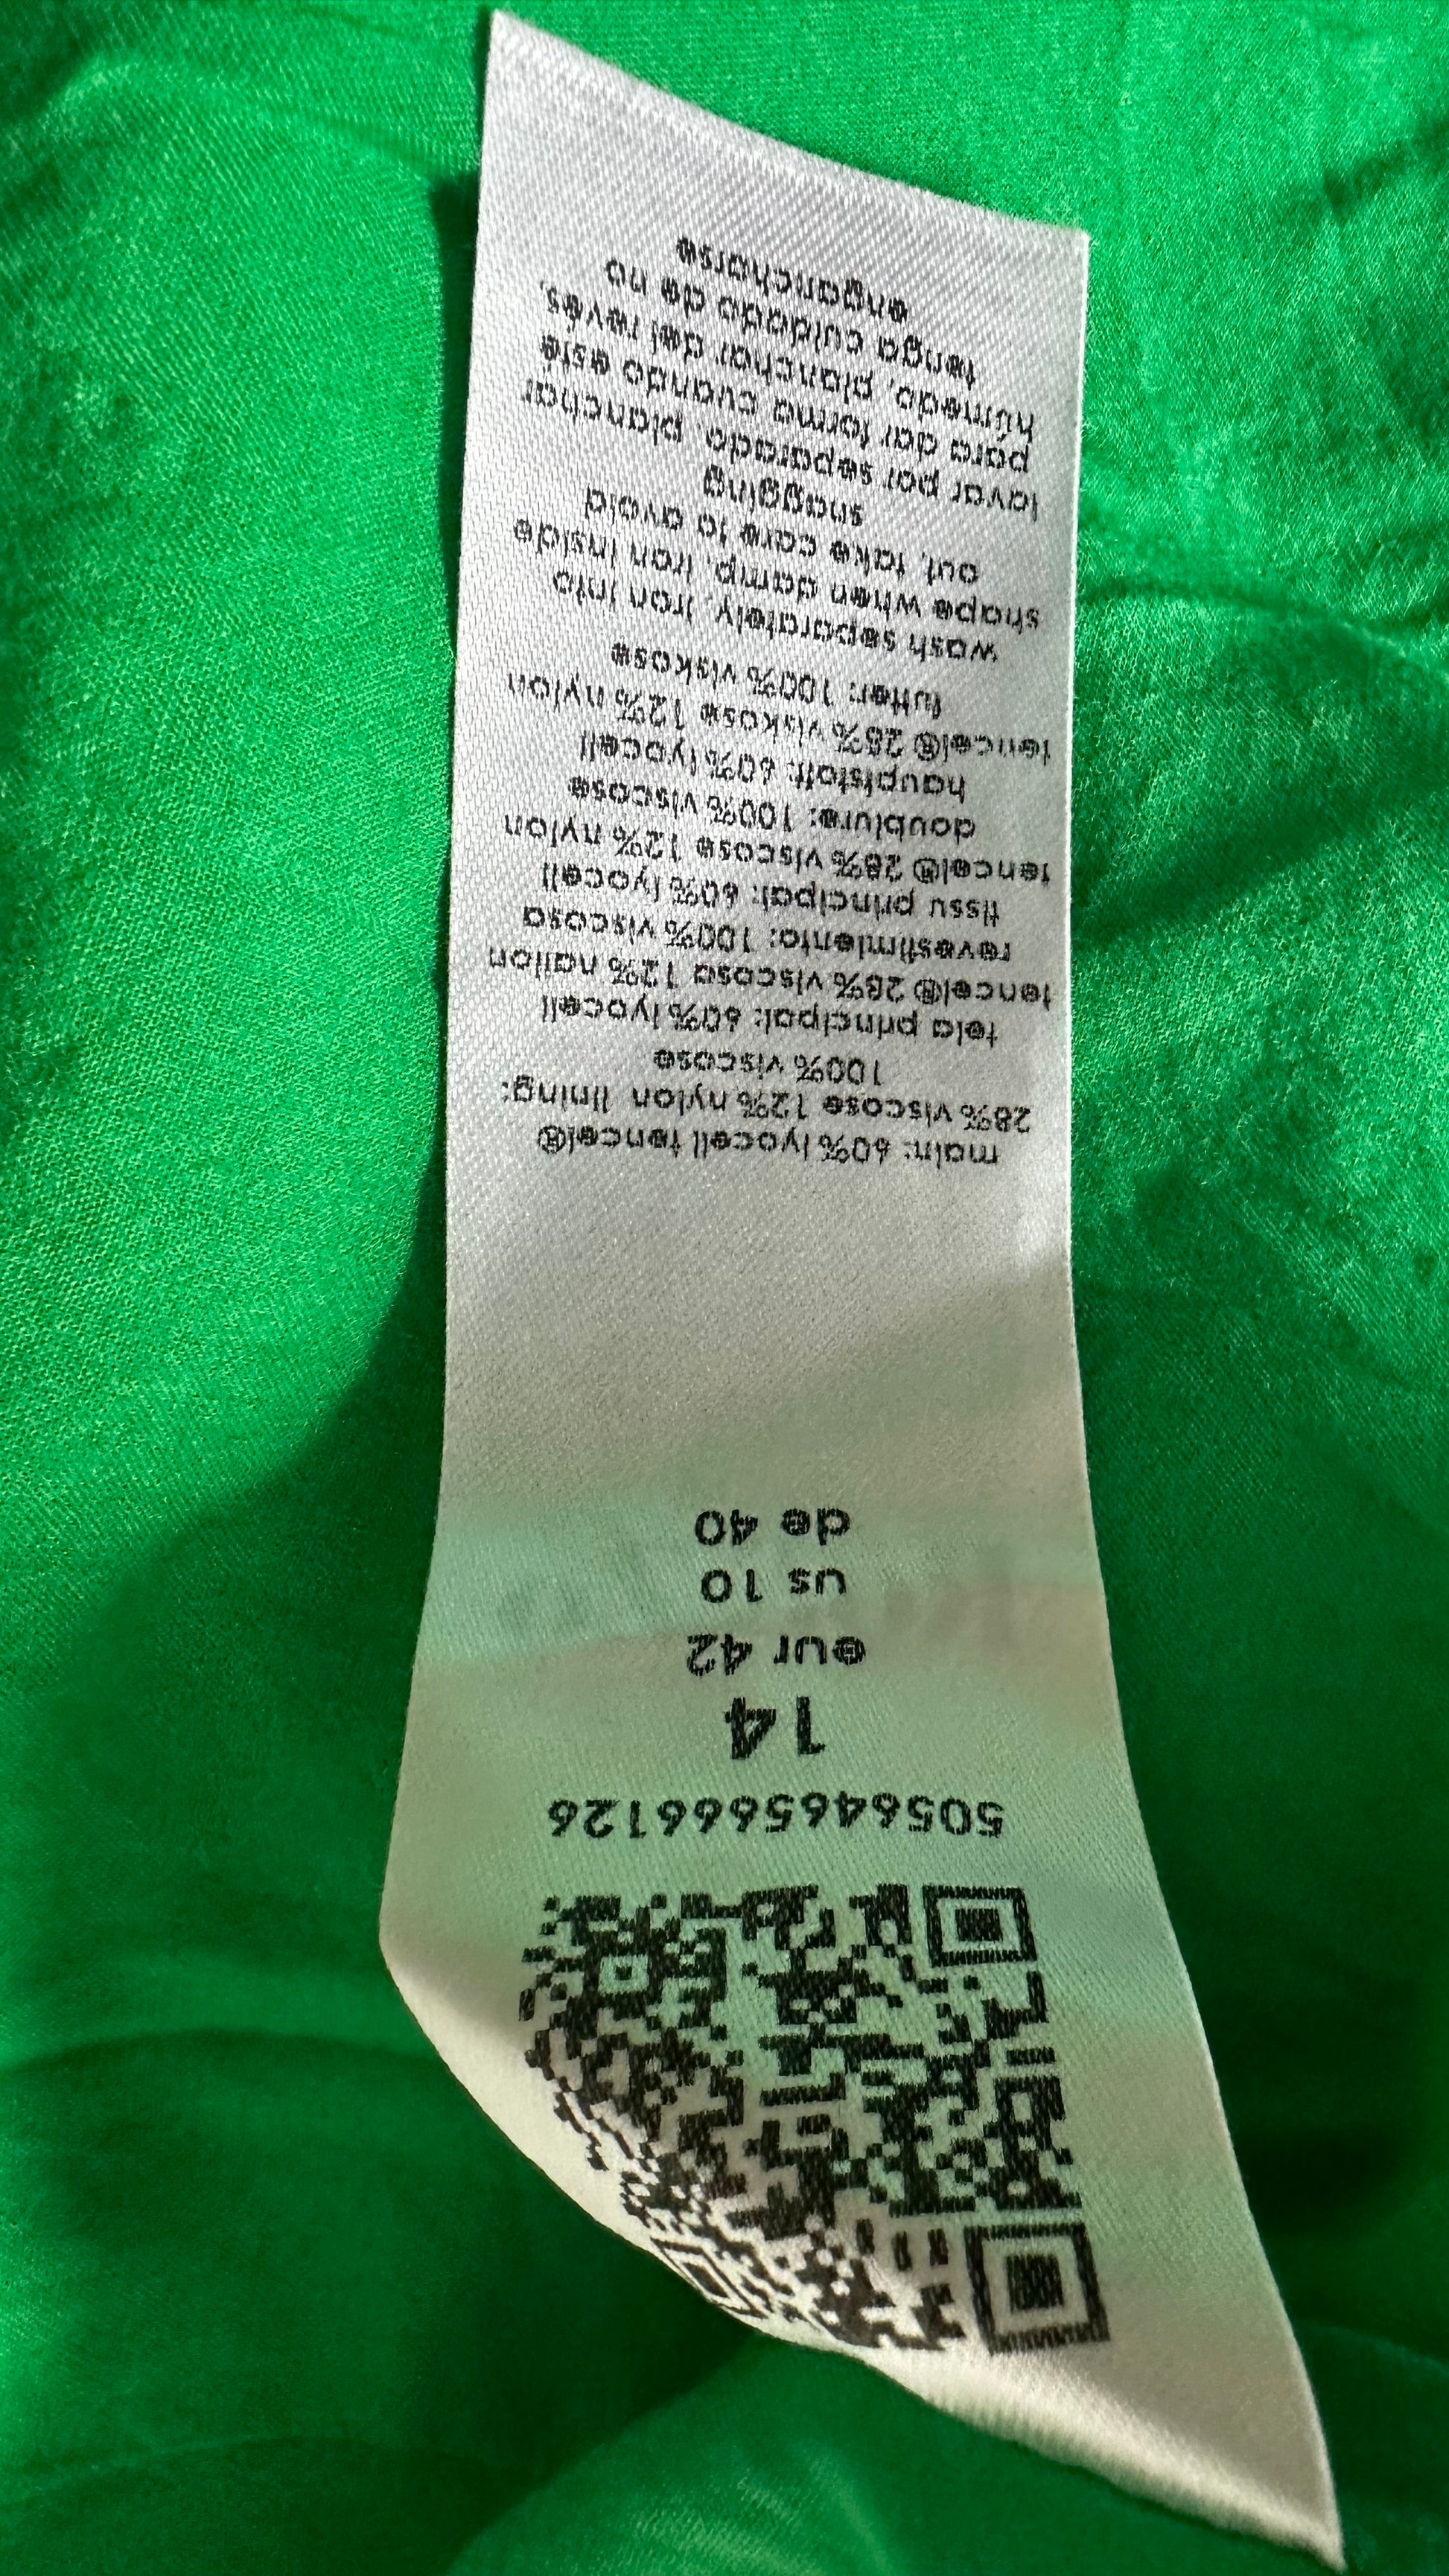 5056465666126
14
eur 42
us 10
de 40
main: 60% lyocell tencel®
28% viscose 12% nylon lining:
100% viscose
tela principal: 60% lyocell
tencel® 28% viscosa 12% nailon
revestimiento: 100% viscosa
tissu principal: 60% lyocell
tencel® 28% viscose 12% nylon
doublure: 100% viscose
hauptstoff: 60% lyocell
tencel® 28% viskose 12% nylon
futter: 100% viskose
wash separately, iron into
shape when damp, iron inside
out, take care to avoid
snagging
lavar por separado, planchar
para dar forma cuando esté
húmedo, planchar del revés,
tenga cuidado de no
engancharse